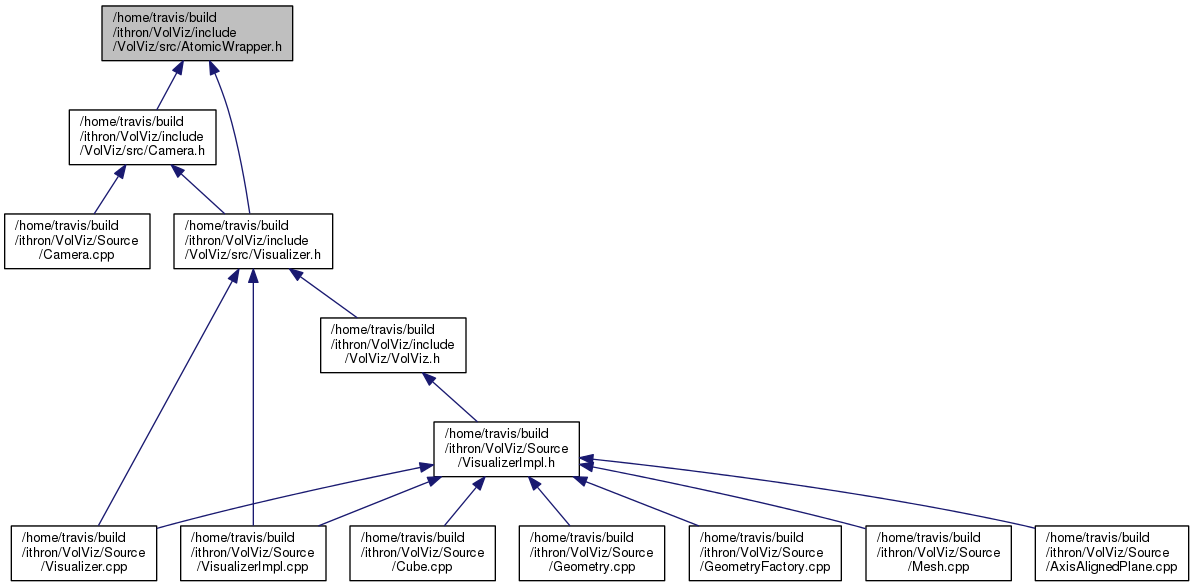 /home/travis/build
/ithron/VolViz/include
/VolViz/src/AtomicWrapper.h
/home/travis/build
/ithron/VolViz/include
/VolViz/src/Camera.h
/home/travis/build
/ithron/VolViz/Source
/Camera.cpp
/home/travis/build
/ithron/VolViz/include
/VolViz/src/Visualizer.h
/home/travis/build
/ithron/VolViz/include
/VolViz/VolViz.h
/home/travis/build
/ithron/VolViz/Source
/VisualizerImpl.h
/home/travis/build
/ithron/VolViz/Source
/Visualizer.cpp
/home/travis/build
/ithron/VolViz/Source
/VisualizerImpl.cpp
/home/travis/build
/ithron/VolViz/Source
/Cube.cpp
/home/travis/build
/ithron/VolViz/Source
/Geometry.cpp
/home/travis/build
/ithron/VolViz/Source
/GeometryFactory.cpp
/home/travis/build
/ithron/VolViz/Source
/Mesh.cpp
/home/travis/build
/ithron/VolViz/Source
/AxisAlignedPlane.cpp